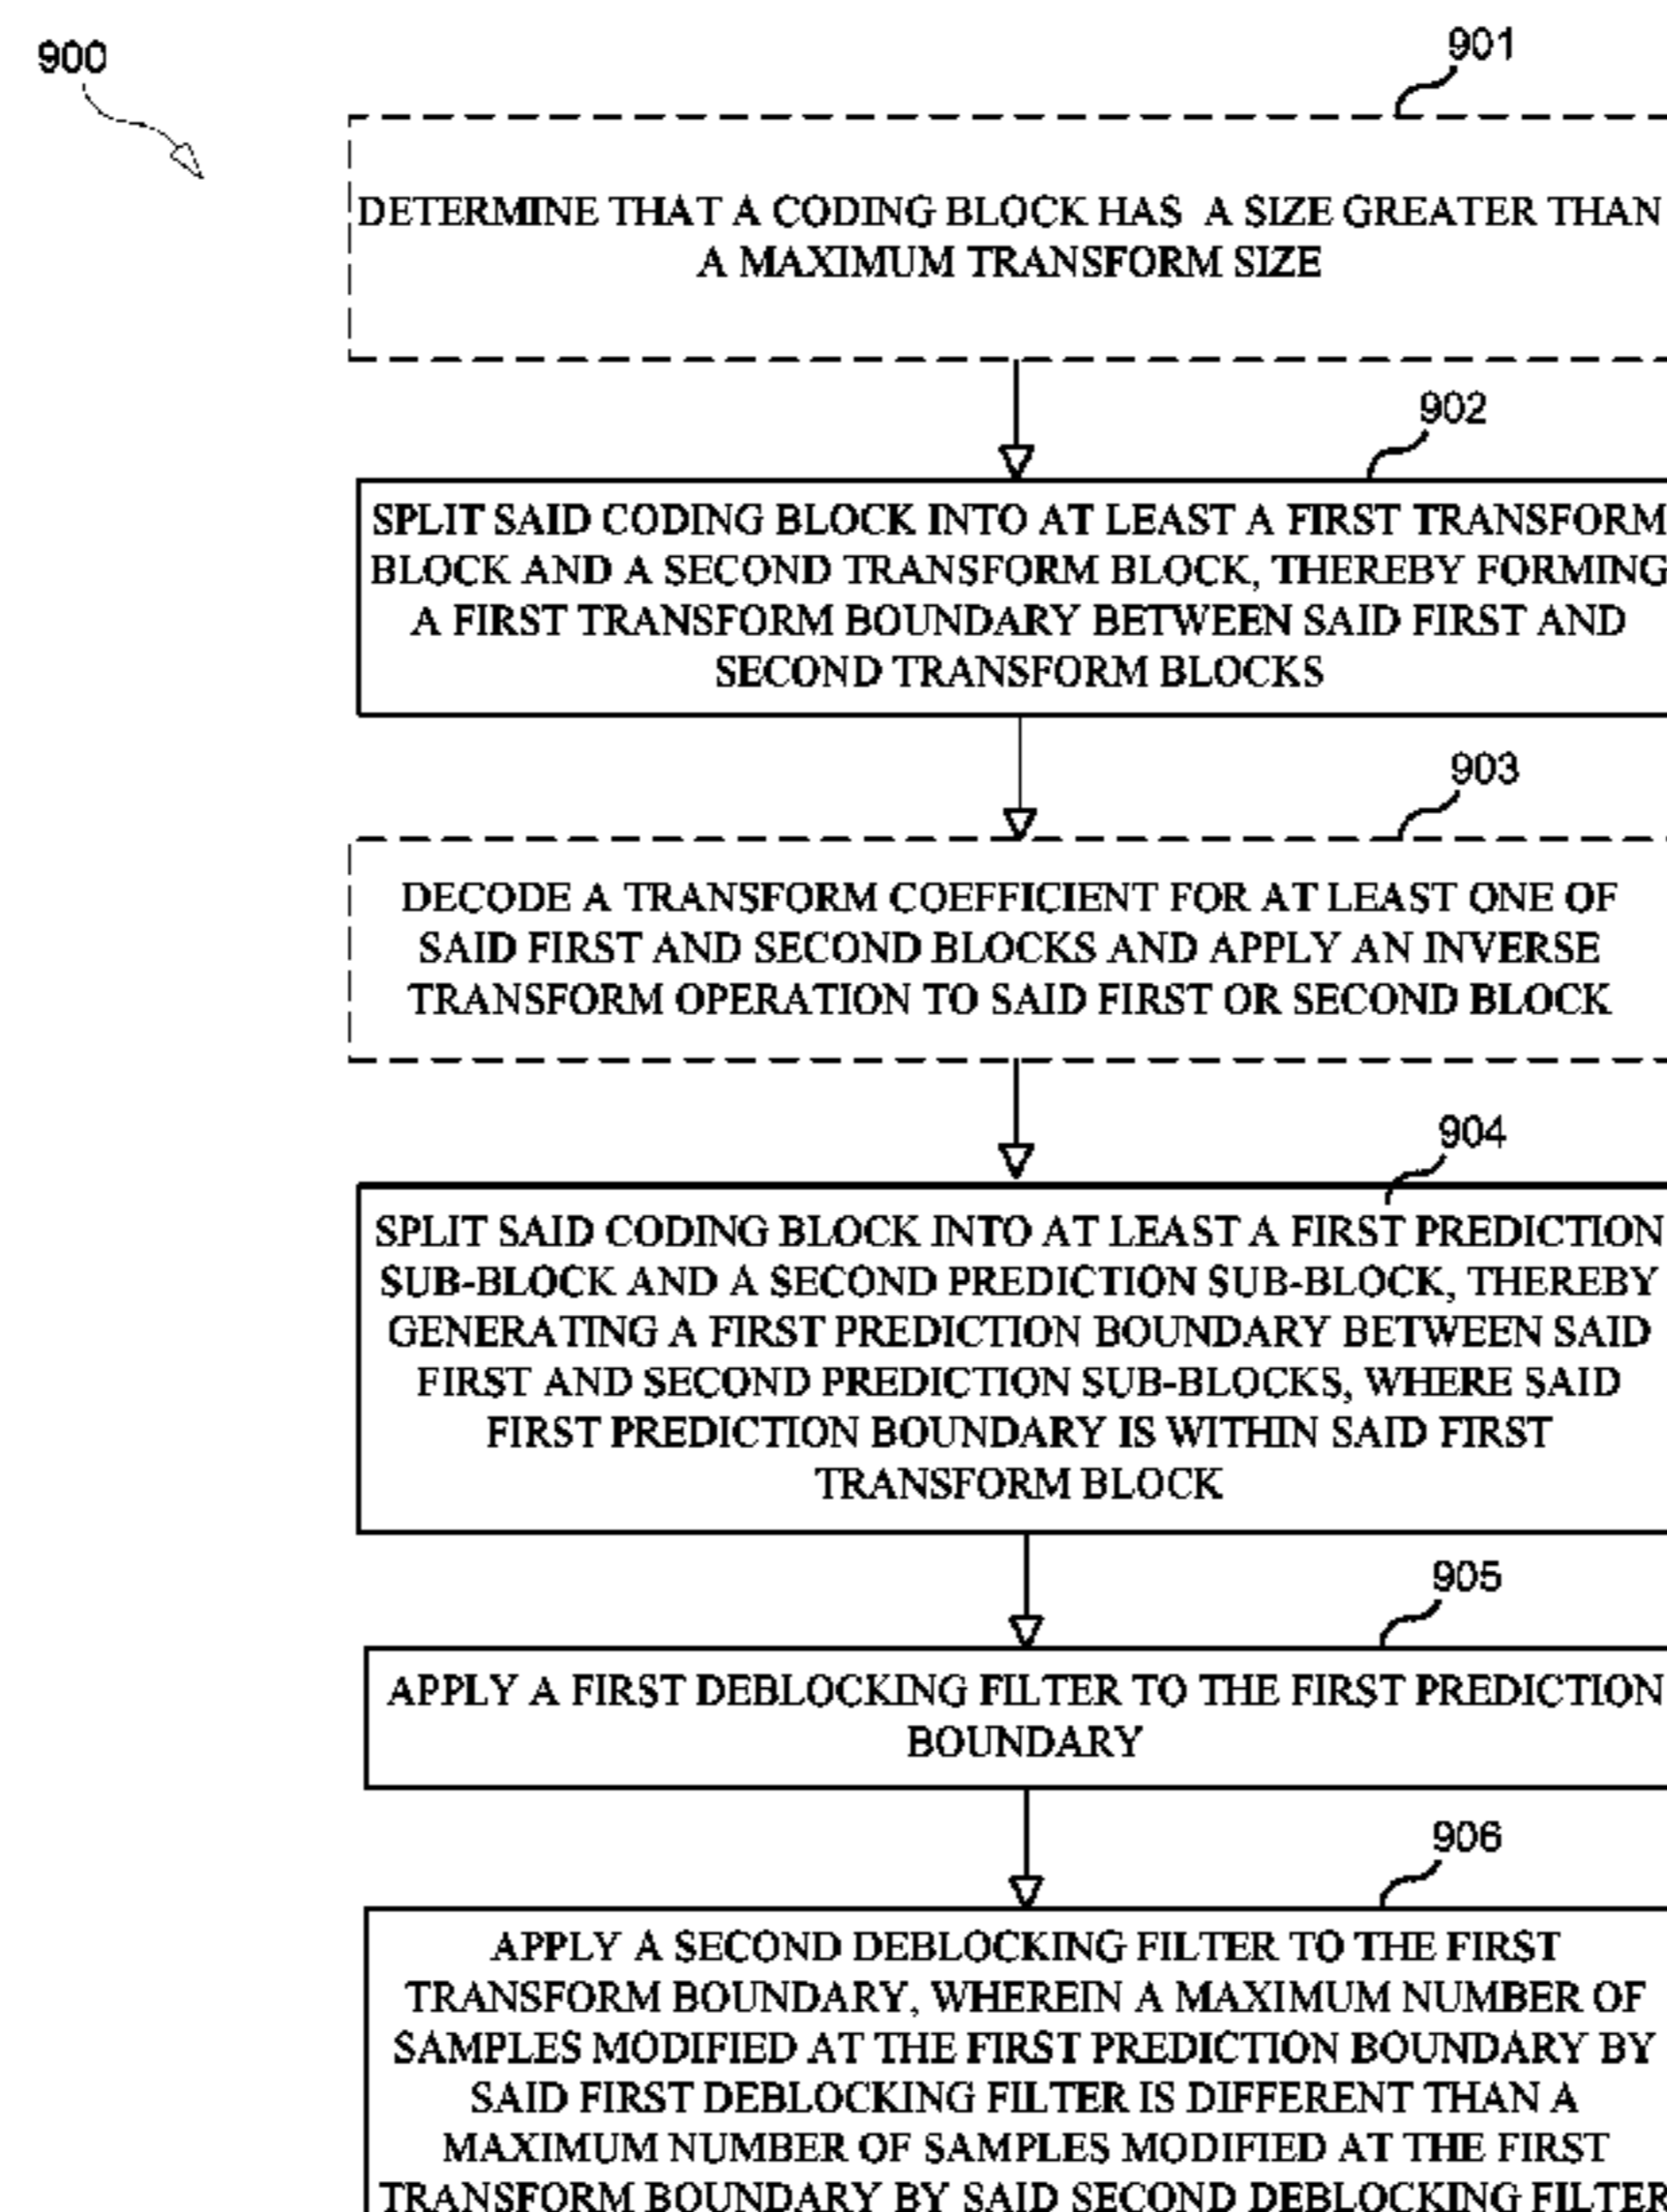 900
901
DETERMINE THAT A CODING BLOCK HAS A SIZE GREATER THAN
A MAXIMUM TRANSFORM SIZE
902
SPLIT SAID CODING BLOCK INTO AT LEAST A FIRST TRANSFORM
BLOCK AND A SECOND TRANSFORM BLOCK, THEREBY FORMING
A FIRST TRANSFORM BOUNDARY BETWEEN SAID FIRST AND
SECOND TRANSFORM BLOCKS
903
DECODE A TRANSFORM COEFFICIENT FOR AT LEAST ONE OF
SAID FIRST AND SECOND BLOCKS AND APPLY AN INVERSE
TRANSFORM OPERATION TO SAID FIRST OR SECOND BLOCK
904
SPLIT SAID CODING BLOCK INTO AT LEAST A FIRST PREDICTION
SUB-BLOCK AND A SECOND PREDICTION SUB-BLOCK, THEREBY
GENERATING A FIRST PREDICTION BOUNDARY BETWEEN SAID
FIRST AND SECOND PREDICTION SUB-BLOCKS, WHERE SAID
FIRST PREDICTION BOUNDARY IS WITHIN SAID FIRST
TRANSFORM BLOCK
905
APPLY A FIRST DEBLOCKING FILTER TO THE FIRST PREDICTION
BOUNDARY
906
APPLY A SECOND DEBLOCKING FILTER TO THE FIRST
TRANSFORM BOUNDARY, WHEREIN A MAXIMUM NUMBER OF
SAMPLES MODIFIED AT THE FIRST PREDICTION BOUNDARY BY
SAID FIRST DEBLOCKING FILTER IS DIFFERENT THAN A
MAXIMUM NUMBER OF SAMPLES MODIFIED AT THE FIRST
TRANSFORM BOUNDARY BY SAID SECOND DEBLOCKING FILTER